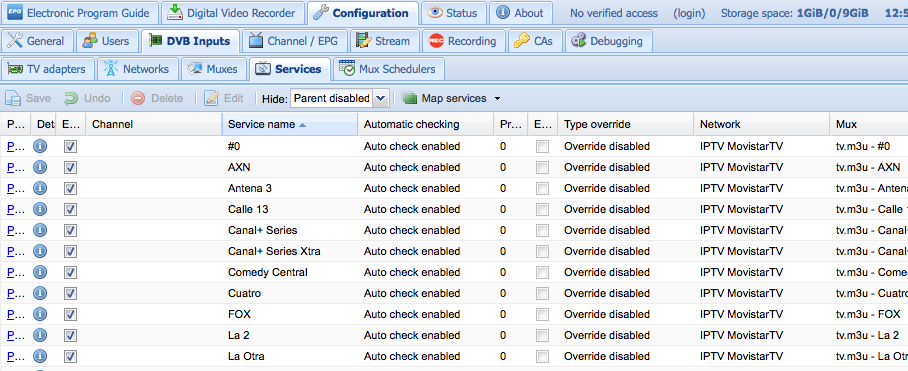 EPG Electronic Program Guide Digital Video Recorder Configuration Status About No verified access (login) Storage space: 1GiB/0/9GiB 12:5
General Users DVB Inputs Channel / EPG Stream REC Recording CAs Debugging
TV adapters Networks Muxes Services Mux Schedulers
Save Undo Delete Edit Hide: Parent disabled Map services
P... Deta E... Channel Service name Automatic checking Pr... E... Type override Network Mux
P... #0 Auto check enabled 0 Override disabled IPTV MovistarTV tv.m3u - #0
P... AXN Auto check enabled 0 Override disabled IPTV MovistarTV tv.m3u - AXN
P... Antena 3 Auto check enabled 0 Override disabled IPTV MovistarTV tv.m3u - Antena
P... Calle 13 Auto check enabled 0 Override disabled IPTV MovistarTV tv.m3u - Calle 1
P... Canal+ Series Auto check enabled 0 Override disabled IPTV MovistarTV tv.m3u - Canal+
P... Canal+ Series Xtra Auto check enabled 0 Override disabled IPTV MovistarTV tv.m3u - Canal+
P... Comedy Central Auto check enabled 0 Override disabled IPTV MovistarTV tv.m3u - Come
P... Cuatro Auto check enabled 0 Override disabled IPTV MovistarTV tv.m3u - Cuatro
P... FOX Auto check enabled 0 Override disabled IPTV MovistarTV tv.m3u - FOX
P... La 2 Auto check enabled 0 Override disabled IPTV MovistarTV tv.m3u - La 2
P... La Otra Auto check enabled 0 Override disabled IPTV MovistarTV tv.m3u - La Otra